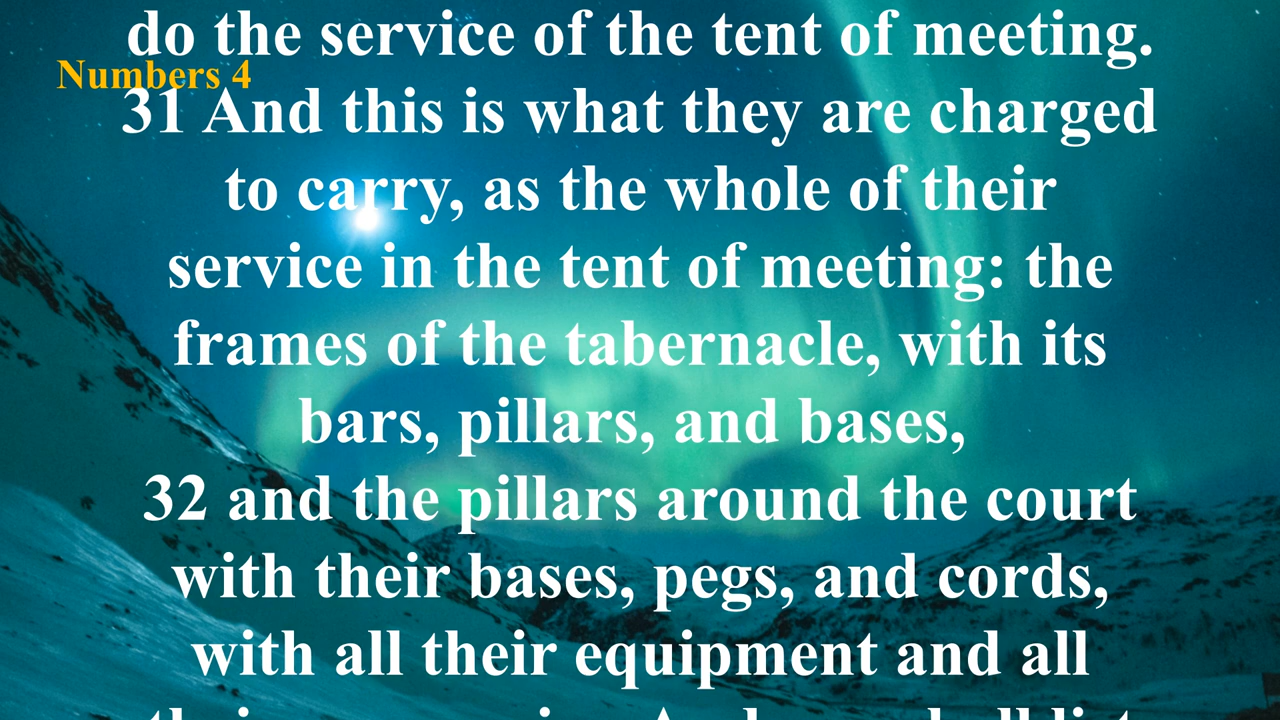 do the service of the tent of meeting.
Numbers 4
31 And this is what they are charged
to carry, as the whole of their
service in the tent of meeting: the
frames of the tabernacle, with its
bars, pillars, and bases,
32 and the pillars around the court
with their bases, pegs, and cords,
with all their equipment and all